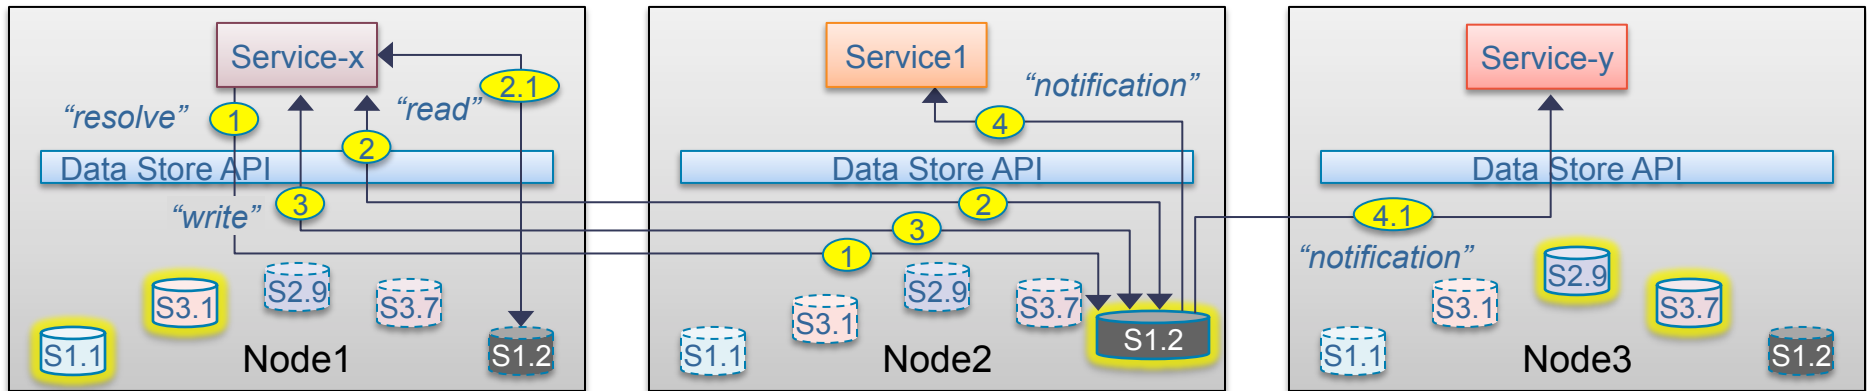 Service-x
2.1
“resolve”
1
“read”
2
Data Store API
“write”
3
S1.1
S3.1
S2.9
S3.7
S1.2
Node1
Service1
“notification”
4
Data Store API
2
3
1
S1.1
S3.1
S2.9
S3.7
S1.2
Node2
Service-y
Data Store API
4.1
“notification”
S1.1
S3.1
S2.9
S3.7
S1.2
Node3